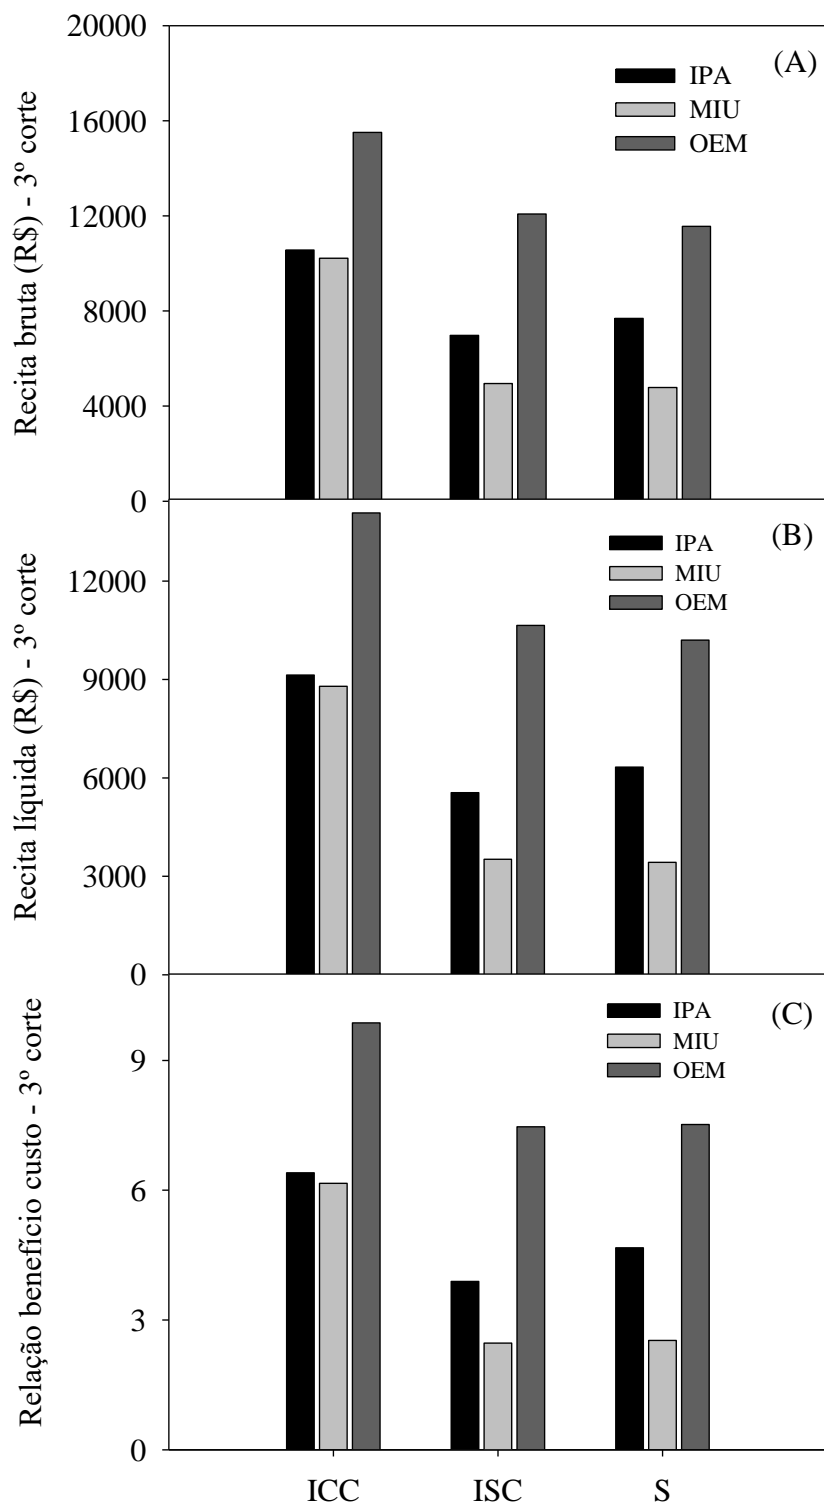 20000
16000
12000
8000
4000
0
Recita bruta (R$) - 3º corte
(A)
IPA
MIU
OEM
12000
9000
6000
3000
0
Recita líquida (R$) - 3º corte
(B)
IPA
MIU
OEM
9
6
3
0
Relação benefício custo - 3º corte
(C)
IPA
MIU
OEM
ICC ISC S